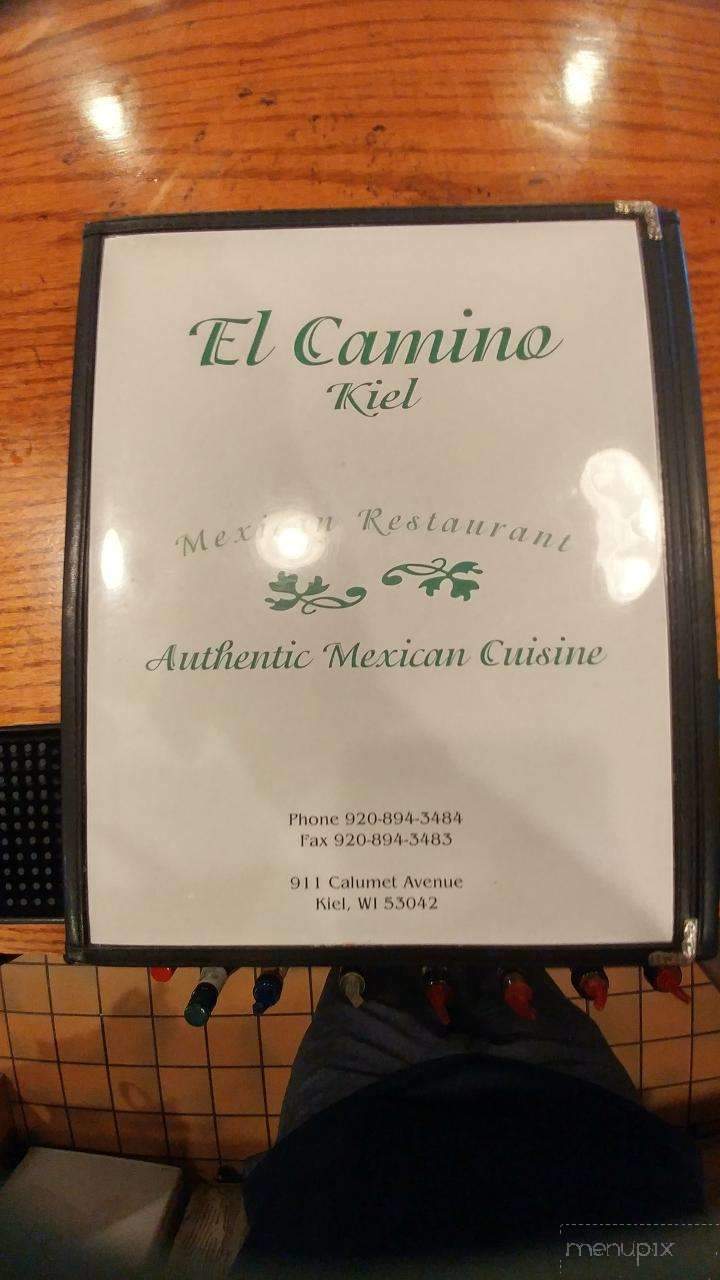 El Camino
Kiel
Mexican Restaurant
Authentic Mexican Cuisine
Phone 920-894-3484
Fax 920-894-3483
911 Calumet Avenue
Kiel, WI 53042
menupix